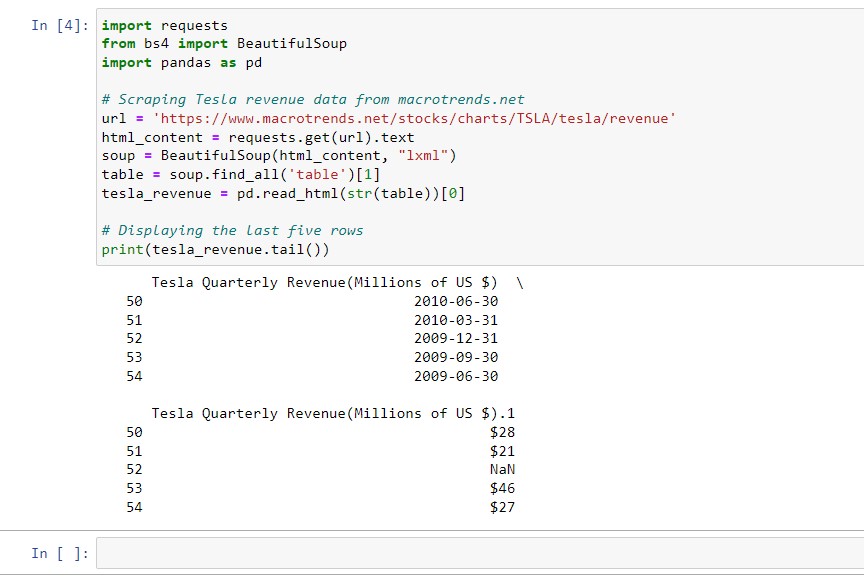 In [4]: import requests
from bs4 import BeautifulSoup
import pandas as pd
# Scraping Tesla revenue data from macrotrends.net
url = 'https://www.macrotrends.net/stocks/charts/TSLA/tesla/revenue'
html_content = requests.get(url).text
soup = BeautifulSoup(html_content, "lxml")
table = soup.find_all('table')[1]
tesla_revenue = pd.read_html(str(table))[0]
# Displaying the last five rows
print(tesla_revenue.tail())
Tesla Quarterly Revenue(Millions of US $) \
50 2010-06-30
51 2010-03-31
52 2009-12-31
53 2009-09-30
54 2009-06-30
Tesla Quarterly Revenue(Millions of US $).1
50 $28
51 $21
52 NaN
53 $46
54 $27
In [ ]: